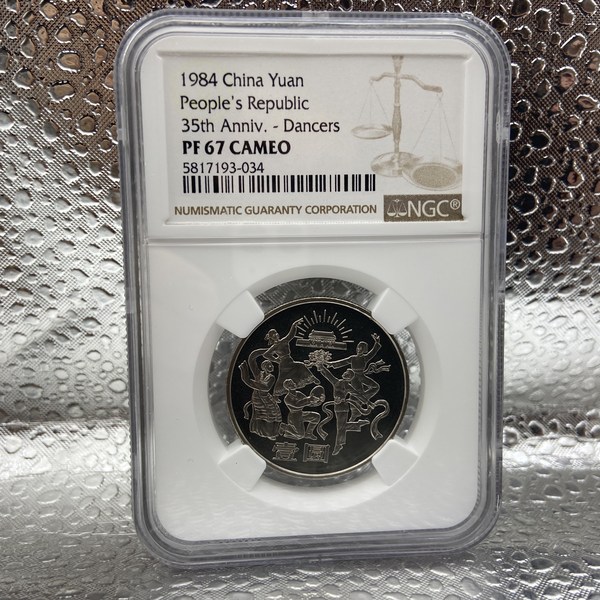 1984 China Yuan
People's Republic
35th Anniv. - Dancers
PF 67 CAMEO
5817193-034
NUMISMATIC GUARANTY CORPORATION NGC®
壹圆